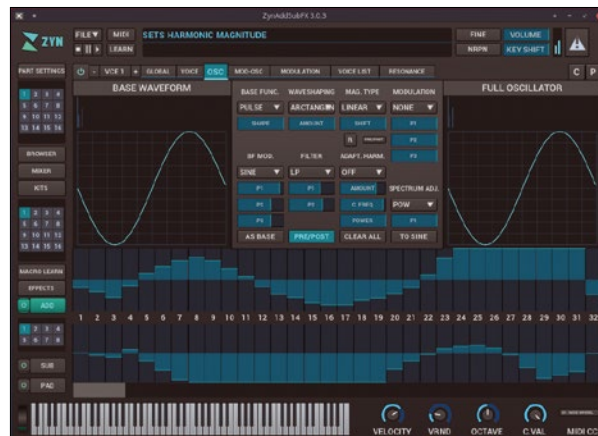 ZynAddSubFX 3.0.3
ZYN
FILE▼ MIDI LEARN
SETS HARMONIC MAGNITUDE
FINE VOLUME
NRPN KEY SHIFT
PART SETTINGS
- VCE 1 + GLOBAL VOICE OSC MOD-OSC MODULATION VOICE LIST RESONANCE C P
BASE WAVEFORM
FULL OSCILLATOR
BASE FUNC. WAVESHAPING MAG. TYPE MODULATION
PULSE ▼ ARCTANGEN LINEAR ▼ NONE ▼
SHAPE AMOUNT SHIFT P1
R PRE/POST P2
BF MOD. FILTER ADAPT. HARM. P3
SINE ▼ LP ▼ OFF ▼
P1 P1 AMOUNT SPECTRUM ADJ.
P2 P2 C. FREQ. POW ▼
P3 POWER P1
AS BASE PRE/POST CLEAR ALL TO SINE
1 2 3 4
5 6 7 8
9 10 11 12
13 14 15 16
BROWSER
MIXER
KITS
1 2 3 4
5 6 7 8
9 10 11 12
13 14 15 16
MACRO LEARN
EFFECTS
ADD
1 2 3 4 5 6 7 8 9 10 11 12 13 14 15 16 17 18 19 20 21 22 23 24 25 26 27 28 29 30 31 32
1 2 3 4
5 6 7 8
SUB
PAD
VELOCITY VRND OCTAVE C.VAL MIDI CC